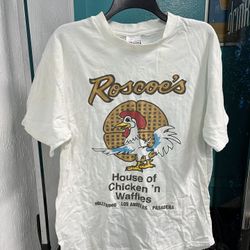 Roscoe's
House of
Chicken 'n
Waffles
HOLLYWOOD LOS ANGELES PASADENA